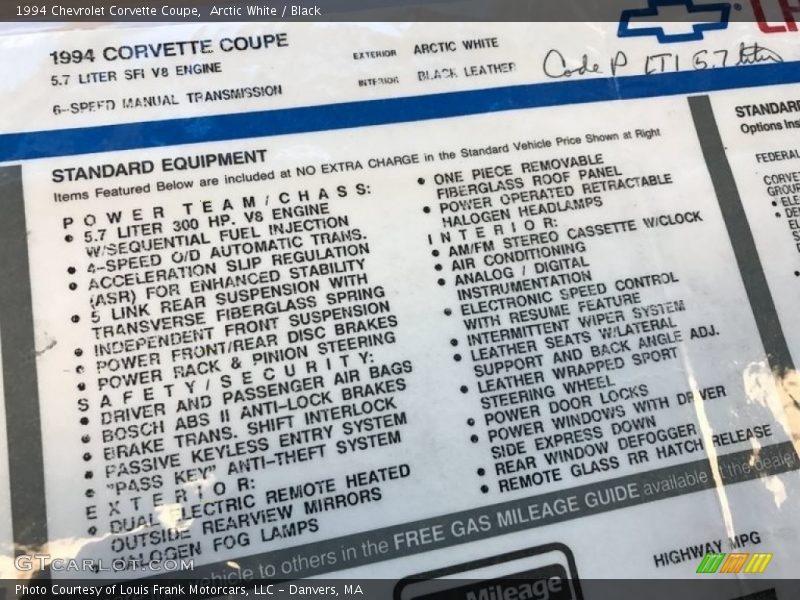 1994 Chevrolet Corvette Coupe, Arctic White / Black
1994 CORVETTE COUPE
5.7 LITER SFI V8 ENGINE
6-SPEED MANUAL TRANSMISSION
EXTERIOR ARCTIC WHITE
INTERIOR BLACK LEATHER
Code P LT1 5.7 liter
STANDARD EQUIPMENT
Items Featured Below are included at NO EXTRA CHARGE in the Standard Vehicle Price Shown at Right
POWER TEAM/CHASS:
• 5.7 LITER 300 HP. V8 ENGINE
W/SEQUENTIAL FUEL INJECTION
• 4-SPEED O/D AUTOMATIC TRANS.
• ACCELERATION SLIP REGULATION
(ASR) FOR ENHANCED STABILITY
• 5 LINK REAR SUSPENSION WITH
TRANSVERSE FIBERGLASS SPRING
• INDEPENDENT FRONT SUSPENSION
• POWER FRONT/REAR DISC BRAKES
• POWER RACK & PINION STEERING
SAFETY/SECURITY:
• DRIVER AND PASSENGER AIR BAGS
• BOSCH ABS II ANTI-LOCK BRAKES
• BRAKE TRANS. SHIFT INTERLOCK
• PASSIVE KEYLESS ENTRY SYSTEM
• "PASS KEY" ANTI-THEFT SYSTEM
EXTERIOR:
• DUAL ELECTRIC REMOTE HEATED
OUTSIDE REARVIEW MIRRORS
• HALOGEN FOG LAMPS
• ONE PIECE REMOVABLE
FIBERGLASS ROOF PANEL
• POWER OPERATED RETRACTABLE
HALOGEN HEADLAMPS
INTERIOR:
• AM/FM STEREO CASSETTE W/CLOCK
• AIR CONDITIONING
• ANALOG / DIGITAL
INSTRUMENTATION
• ELECTRONIC SPEED CONTROL
WITH RESUME FEATURE
• INTERMITTENT WIPER SYSTEM
• LEATHER SEATS W/LATERAL
SUPPORT AND BACK ANGLE ADJ.
• LEATHER WRAPPED SPORT
STEERING WHEEL
• POWER DOOR LOCKS
• POWER WINDOWS WITH DRIVER
SIDE EXPRESS DOWN
• REAR WINDOW DEFOGGER
• REMOTE GLASS RR HATCH RELEASE
STANDARD
Options Ins
FEDERAL
CORVE
GROU
• ELE
• DE
vehicle to others in the FREE GAS MILEAGE GUIDE available at the dealer
Mileage
HIGHWAY MPG
GTCARLOT.COM
Photo Courtesy of Louis Frank Motorcars, LLC – Danvers, MA